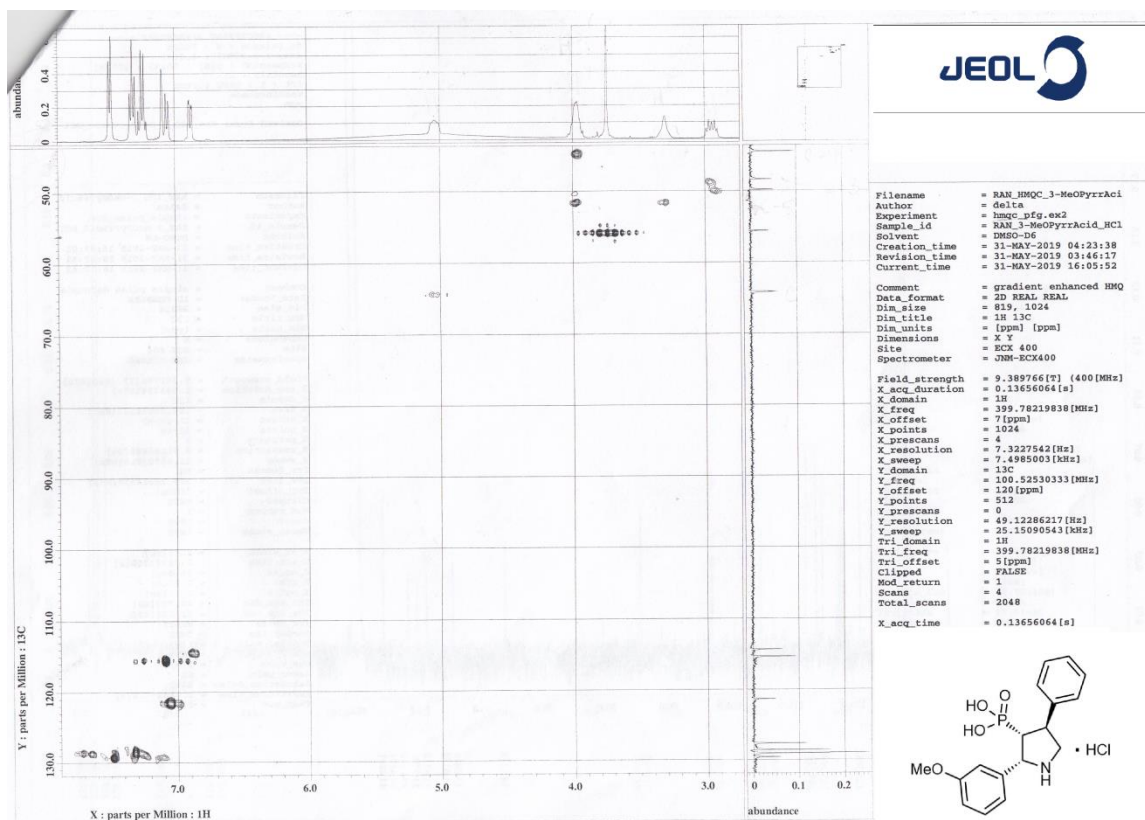 JEOL
abundance
0 0.2 0.4
50.0
60.0
70.0
80.0
90.0
100.0
110.0
120.0
130.0
Y : parts per Million : 13C
7.0 6.0 5.0 4.0 3.0
X : parts per Million : 1H
0 0.1 0.2
abundance
Filename = RAN_HMQC_3-MeOPyrrAci
Author = delta
Experiment = hmqc_pfg.ex2
Sample_id = RAN_3-MeOPyrrAcid_HCl
Solvent = DMSO-D6
Creation_time = 31-MAY-2019 04:23:38
Revision_time = 31-MAY-2019 03:46:17
Current_time = 31-MAY-2019 16:05:52
Comment = gradient enhanced HMQ
Data_format = 2D REAL REAL
Dim_size = 819, 1024
Dim_title = 1H 13C
Dim_units = [ppm] [ppm]
Dimensions = X Y
Site = ECX 400
Spectrometer = JNM-ECX400
Field_strength = 9.389766[T] (400[MHz]
X_acq_duration = 0.13656064[s]
X_domain = 1H
X_freq = 399.78219838[MHz]
X_offset = 7[ppm]
X_points = 1024
X_prescans = 4
X_resolution = 7.3227542[Hz]
X_sweep = 7.4985003[kHz]
Y_domain = 13C
Y_freq = 100.52530333[MHz]
Y_offset = 120[ppm]
Y_points = 512
Y_prescans = 0
Y_resolution = 49.12286217[Hz]
Y_sweep = 25.15090543[kHz]
Tri_domain = 1H
Tri_freq = 399.78219838[MHz]
Tri_offset = 5[ppm]
Clipped = FALSE
Mod_return = 1
Scans = 4
Total_scans = 2048
X_acq_time = 0.13656064[s]
O
HO P
HO
· HCl
MeO
N
H